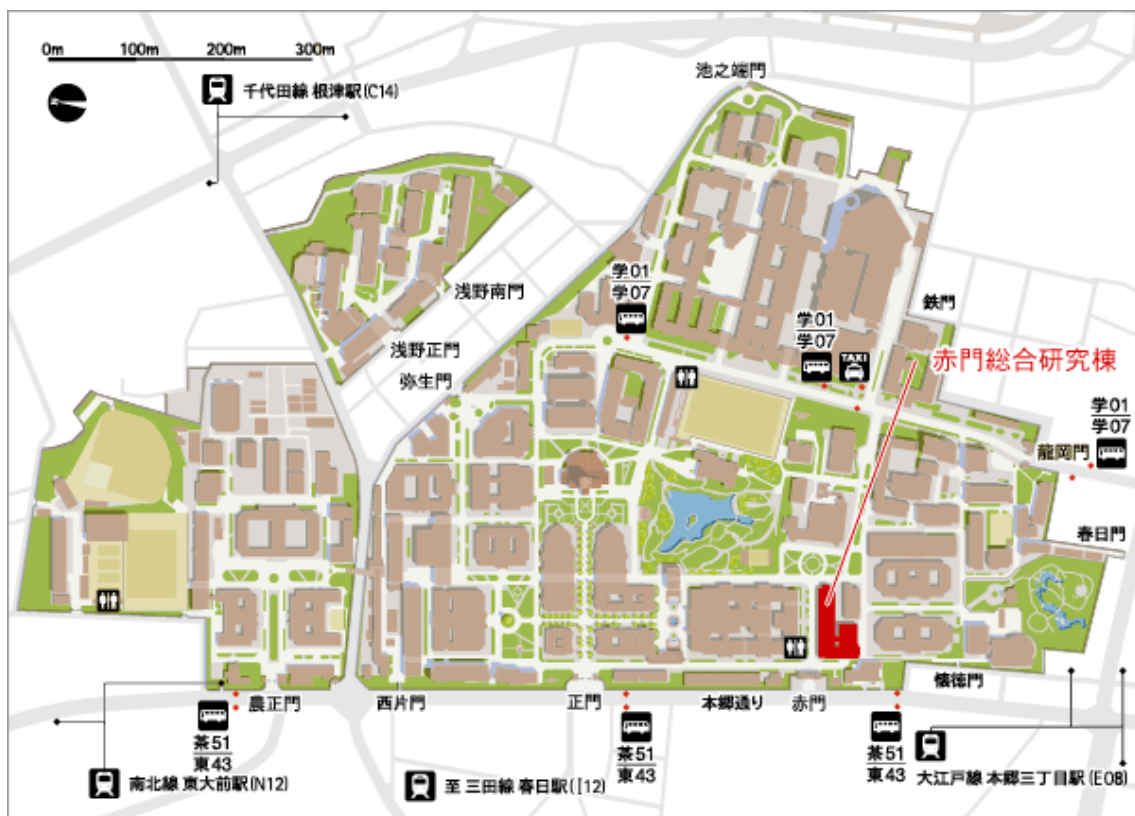 0m 100m 200m 300m
千代田線 根津駅(C14)
池之端門
浅野南門
学01
学07
鉄門
学01
学07
TAXI
赤門総合研究棟
浅野正門
弥生門
学01
学07
龍岡門
春日門
農正門
西片門
正門
本郷通り
赤門
懐徳門
茶51
東43
茶51
東43
茶51
東43
南北線 東大前駅(N12)
至 三田線 春日駅(I12)
大江戸線 本郷三丁目駅(E08)